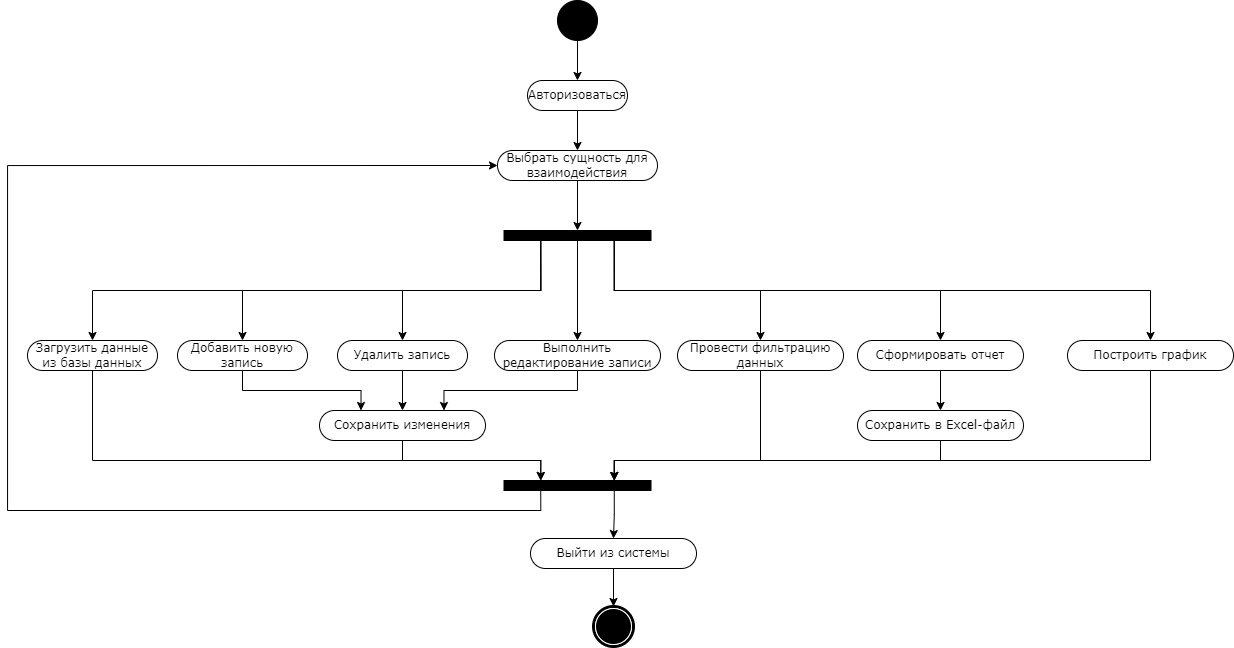 Авторизоваться
Выбрать сущность для
взаимодействия
Загрузить данные
из базы данных
Добавить новую
запись
Удалить запись
Выполнить
редактирование записи
Провести фильтрацию
данных
Сформировать отчет
Построить график
Сохранить изменения
Сохранить в Excel-файл
Выйти из системы